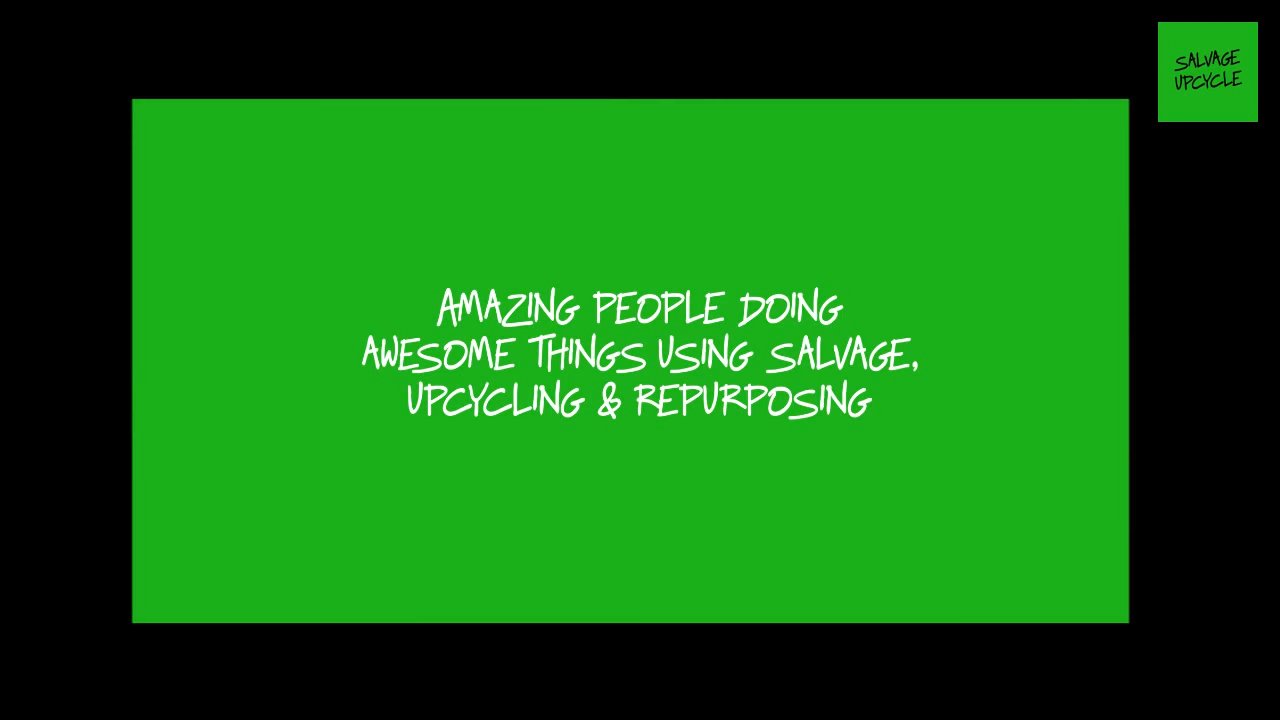 SALVAGE
UPCYCLE
AMAZING PEOPLE DOING
AWESOME THINGS USING SALVAGE,
UPCYCLING & REPURPOSING